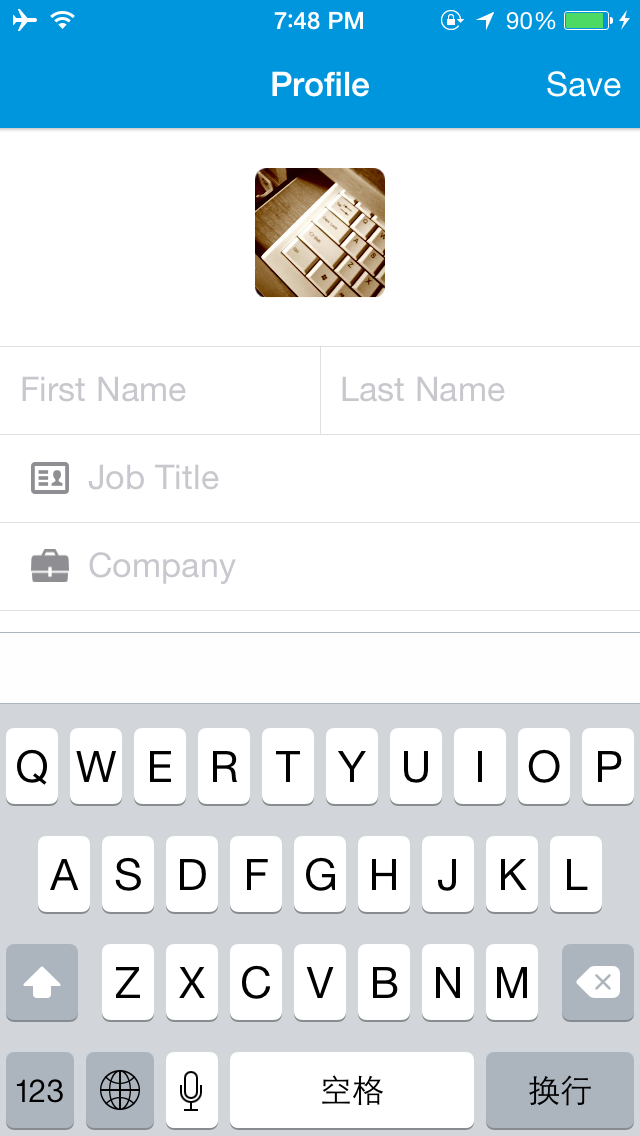 7:48 PM 90%
Profile Save
First Name Last Name
Job Title
Company
Q W E R T Y U I O P
A S D F G H J K L
Z X C V B N M
123 空格 换行